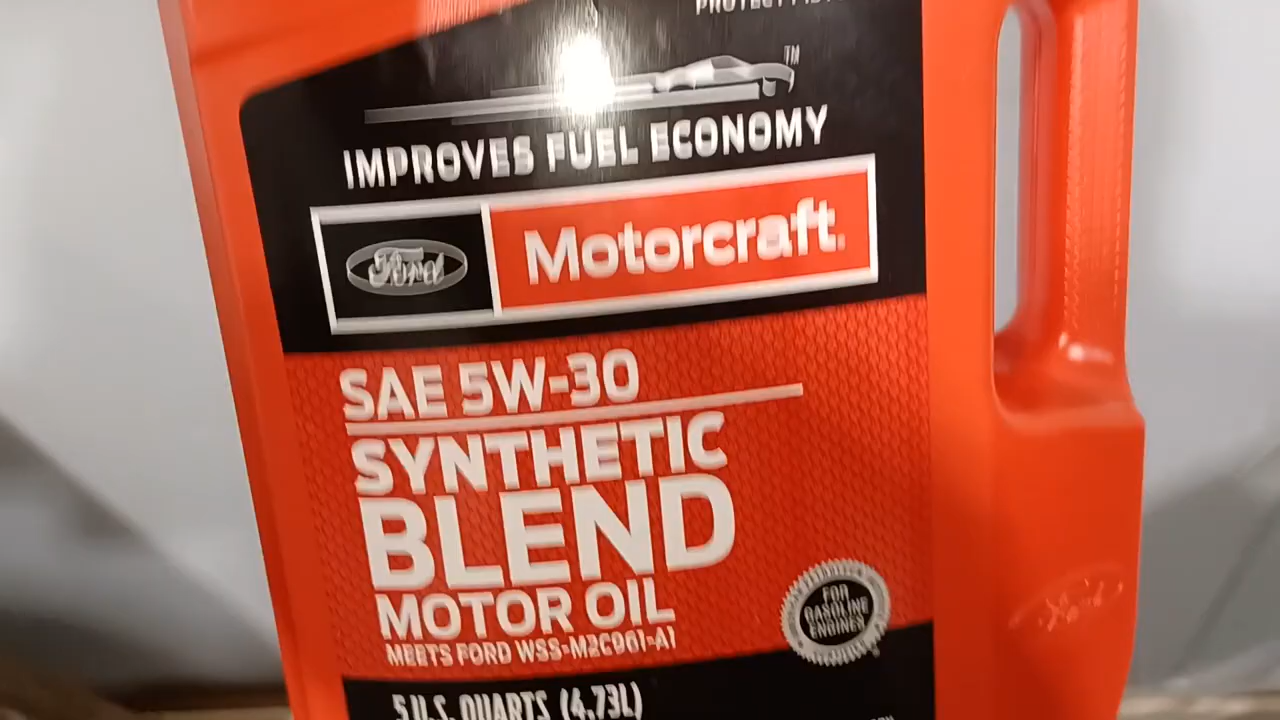 TM
IMPROVES FUEL ECONOMY
Ford Motorcraft®
SAE 5W-30
SYNTHETIC
BLEND
MOTOR OIL
MEETS FORD WSS-M2C961-A1
FOR
GASOLINE
ENGINES
5 U.S. QUARTS (4.73L)
Ford